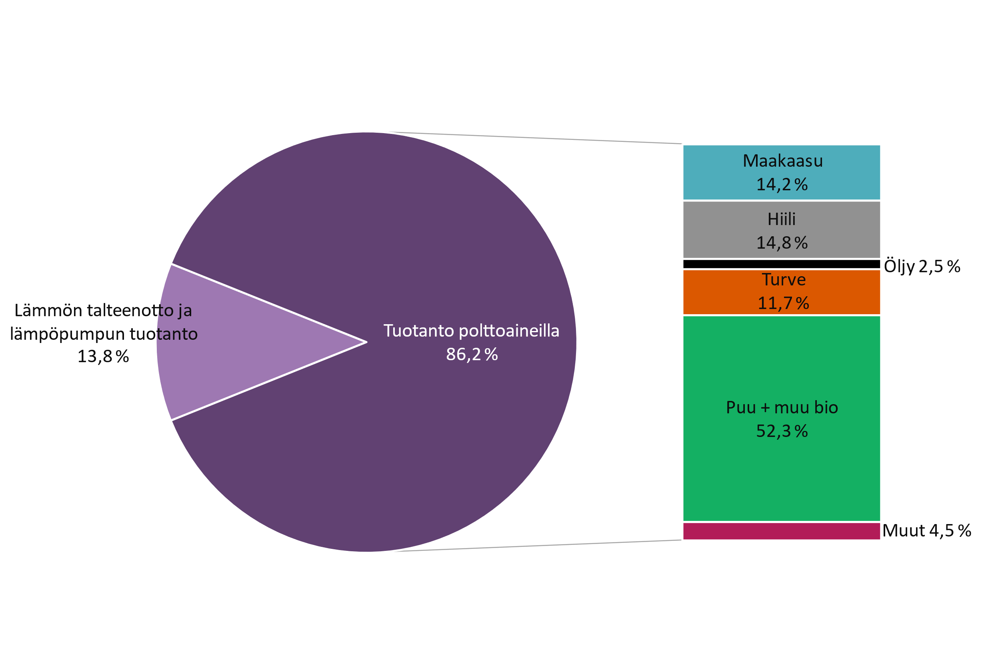 Lämmön talteenotto ja
lämpöpumpun tuotanto
13,8 %
Tuotanto polttoaineilla
86,2 %
Maakaasu
14,2 %
Hiili
14,8 %
Öljy 2,5 %
Turve
11,7 %
Puu + muu bio
52,3 %
Muut 4,5 %